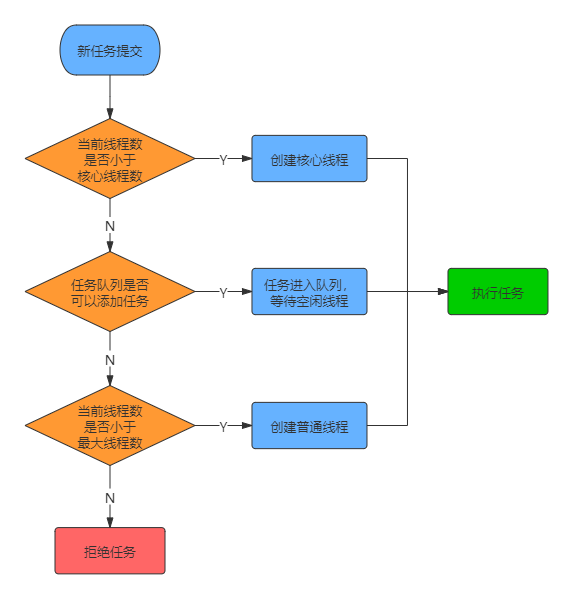 新任务提交
当前线程数
是否小于
核心线程数
Y
创建核心线程
N
任务队列是否
可以添加任务
Y
任务进入队列，
等待空闲线程
执行任务
N
当前线程数
是否小于
最大线程数
Y
创建普通线程
N
拒绝任务